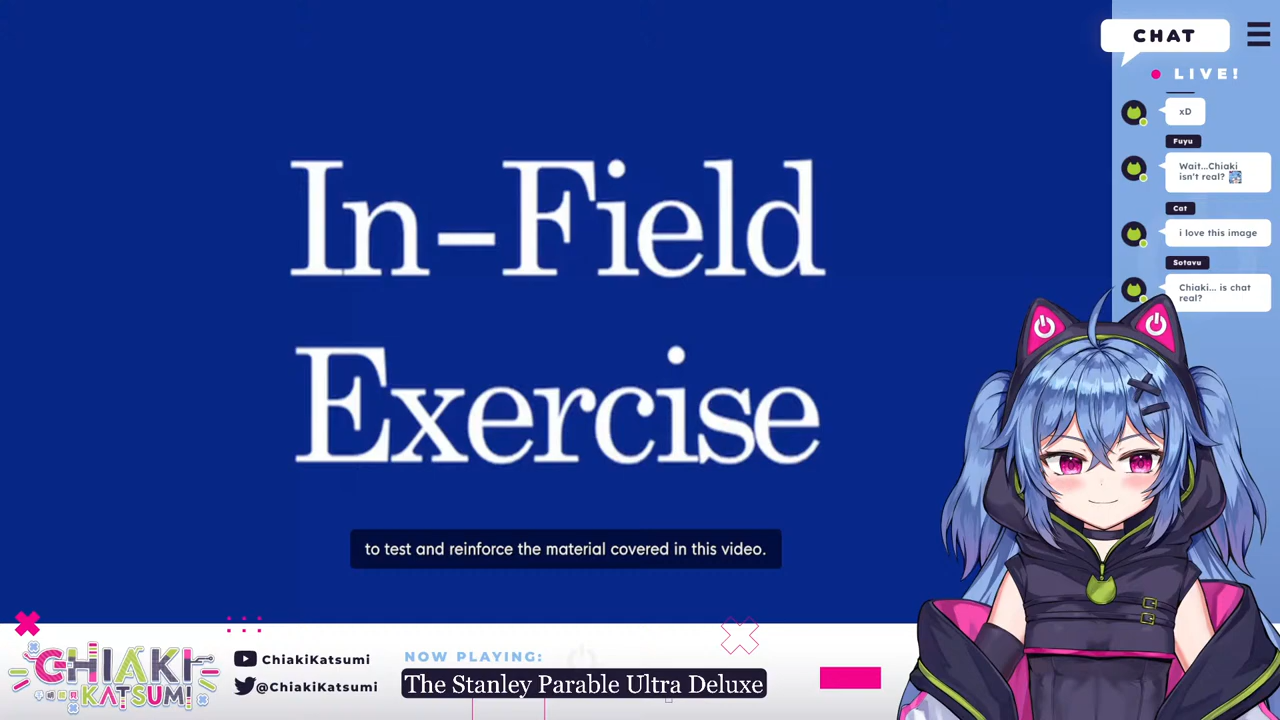 In-Field
Exercise
to test and reinforce the material covered in this video.
CHAT
LIVE!
xD
Fuyu
Wait...Chiaki
isn't real?
Cat
i love this image
Sotavu
Chiaki... is chat
real?
CHIAKI
KATSUMI
ChiakiKatsumi
@ChiakiKatsumi
NOW PLAYING:
The Stanley Parable Ultra Deluxe